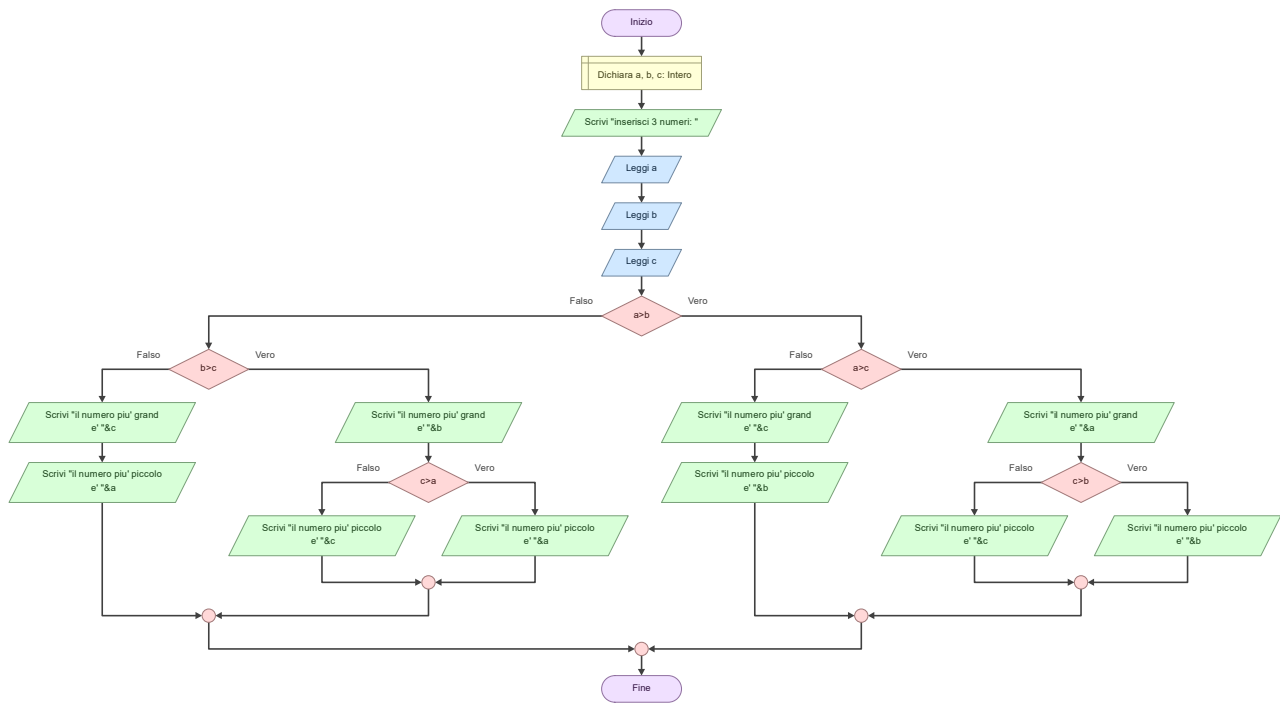 Inizio
Dichiara a, b, c: Intero
Scrivi "inserisci 3 numeri: "
Leggi a
Leggi b
Leggi c
Falso
Vero
a>b
Falso
Vero
b>c
Falso
Vero
a>c
Scrivi "il numero piu' grand
e' "&c
Scrivi "il numero piu' grand
e' "&b
Scrivi "il numero piu' grand
e' "&c
Scrivi "il numero piu' grand
e' "&a
Scrivi "il numero piu' piccolo
e' "&a
Falso
Vero
c>a
Scrivi "il numero piu' piccolo
e' "&b
Falso
Vero
c>b
Scrivi "il numero piu' piccolo
e' "&c
Scrivi "il numero piu' piccolo
e' "&a
Scrivi "il numero piu' piccolo
e' "&c
Scrivi "il numero piu' piccolo
e' "&b
Fine